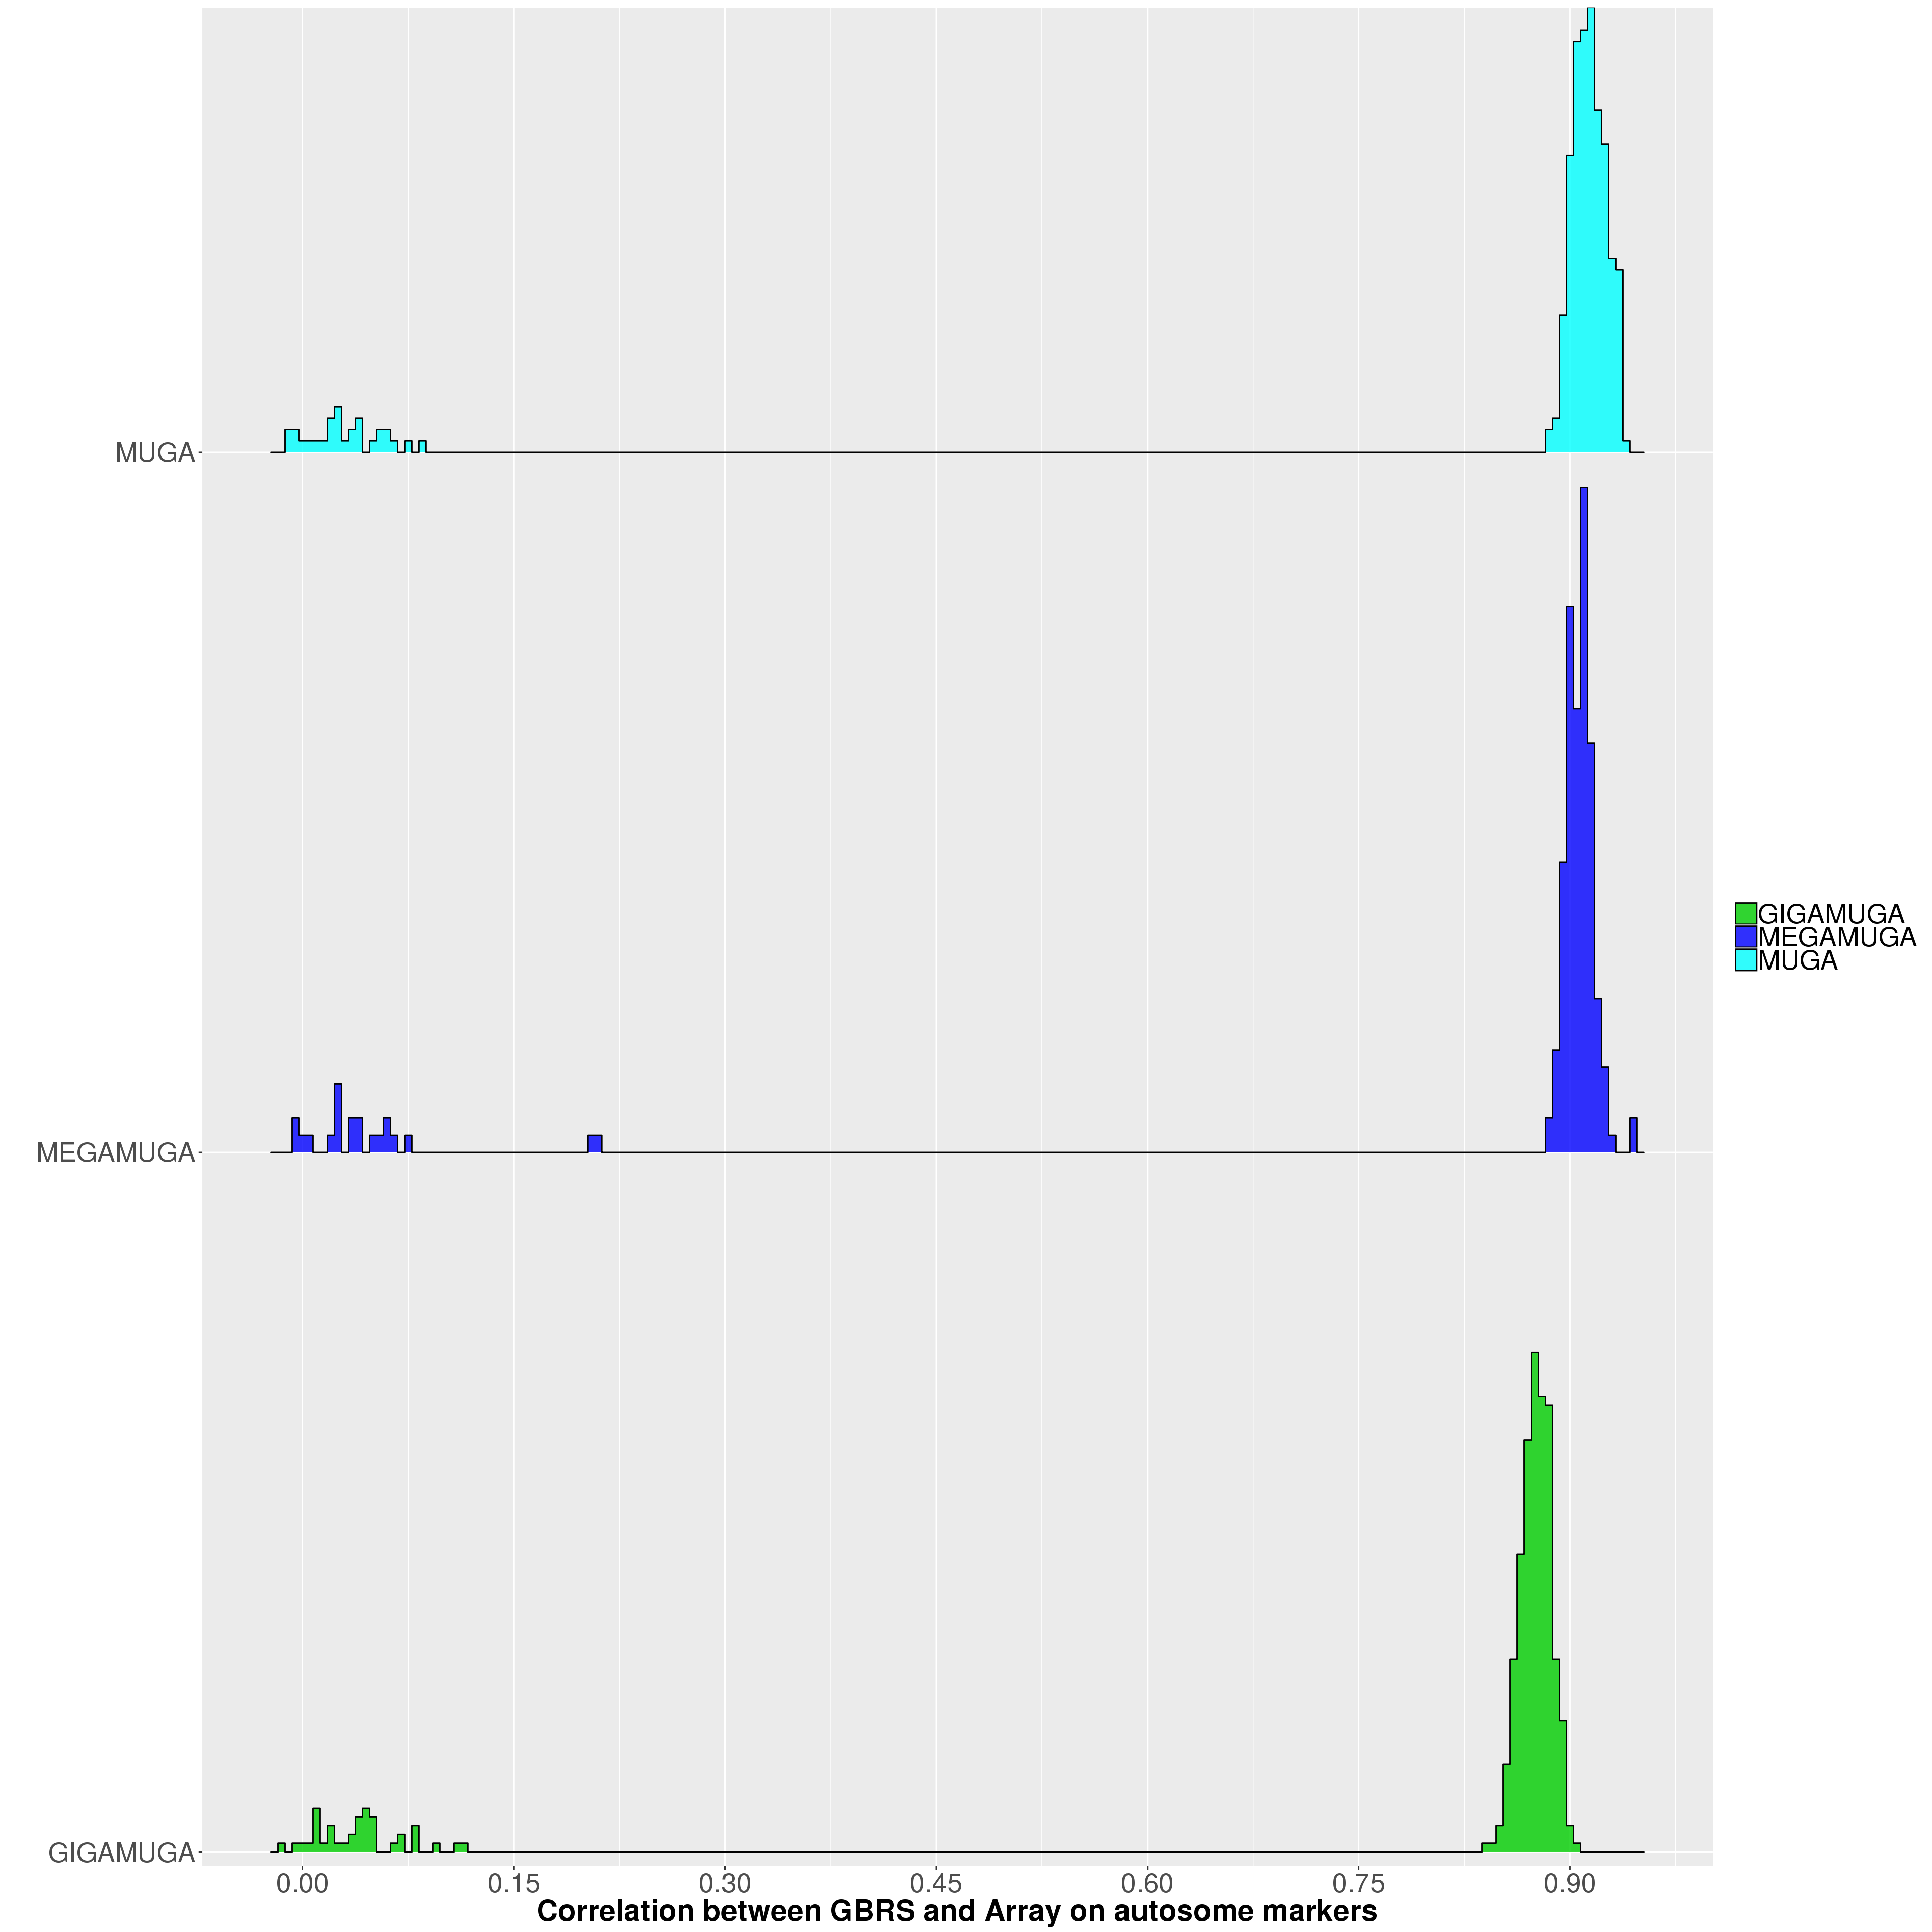 MUGA
MEGAMUGA
GIGAMUGA
GIGAMUGA
MEGAMUGA
MUGA
0.00 0.15 0.30 0.45 0.60 0.75 0.90
Correlation between GBRS and Array on autosome markers